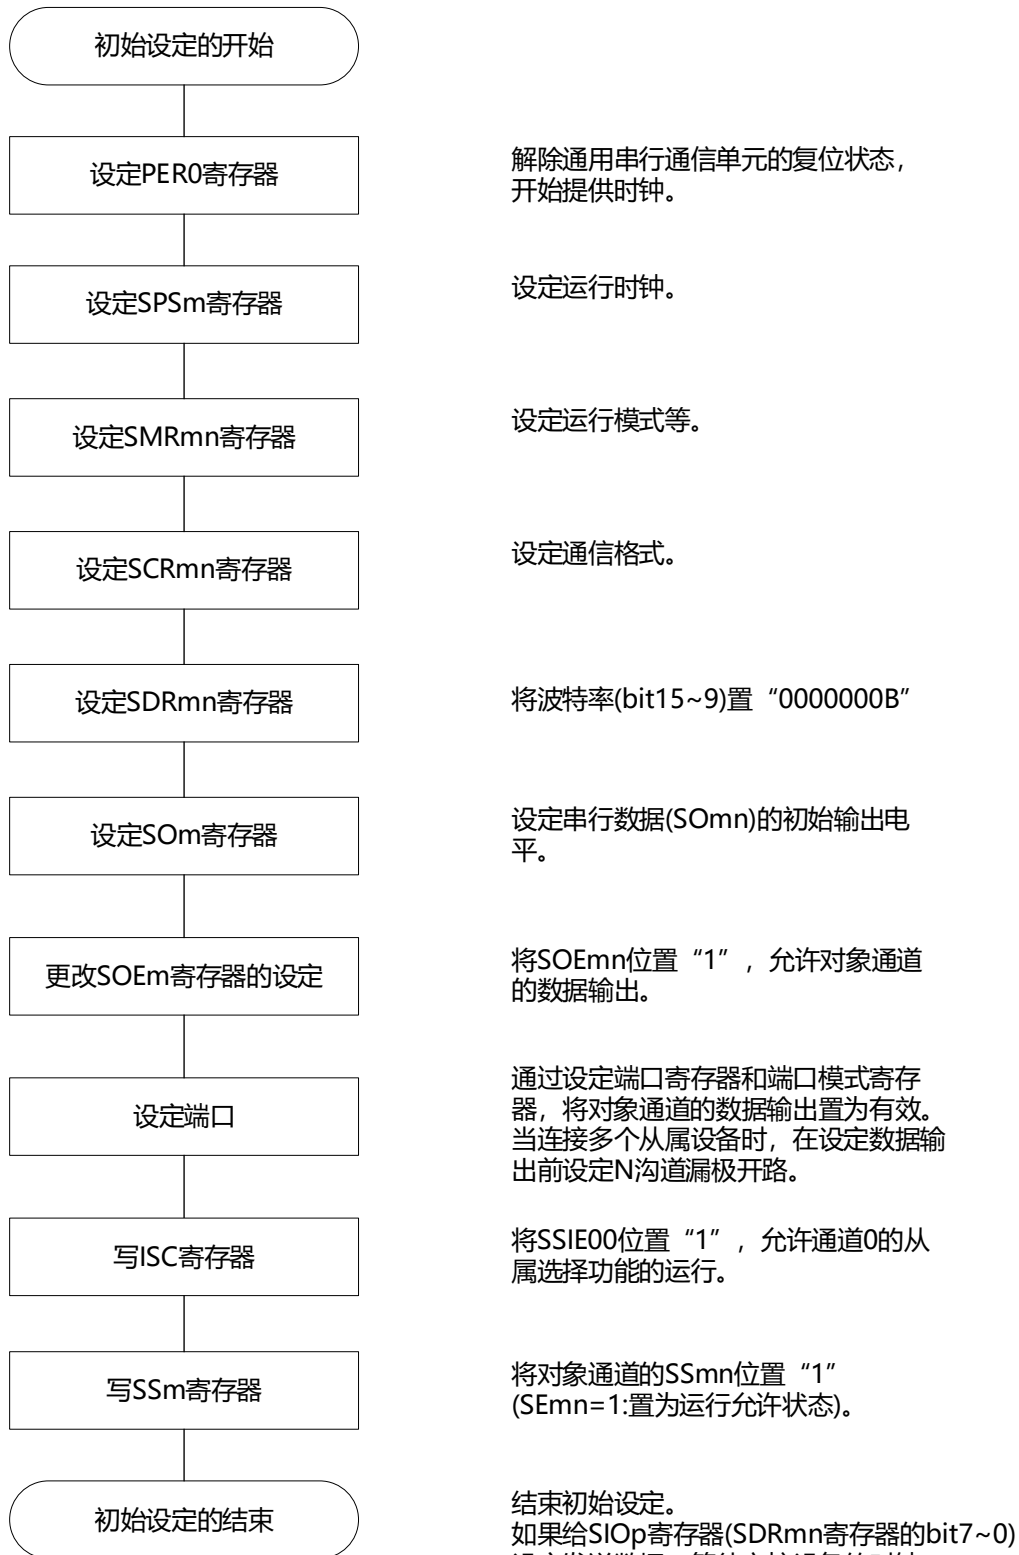 初始设定的开始
设定PER0寄存器
解除通用串行通信单元的复位状态，
开始提供时钟。
设定SPSm寄存器
设定运行时钟。
设定SMRmn寄存器
设定运行模式等。
设定SCRmn寄存器
设定通信格式。
设定SDRmn寄存器
将波特率(bit15~9)置“0000000B”
设定SOm寄存器
设定串行数据(SOmn)的初始输出电
平。
更改SOEm寄存器的设定
将SOEmn位置“1”，允许对象通道
的数据输出。
设定端口
通过设定端口寄存器和端口模式寄存
器，将对象通道的数据输出置为有效。
当连接多个从属设备时，在设定数据输
出前设定N沟道漏极开路。
写ISC寄存器
将SSIE00位置“1”，允许通道0的从
属选择功能的运行。
写SSm寄存器
将对象通道的SSmn位置“1”
(SEmn=1:置为运行允许状态)。
初始设定的结束
结束初始设定。
如果给SIOp寄存器(SDRmn寄存器的bit7~0)